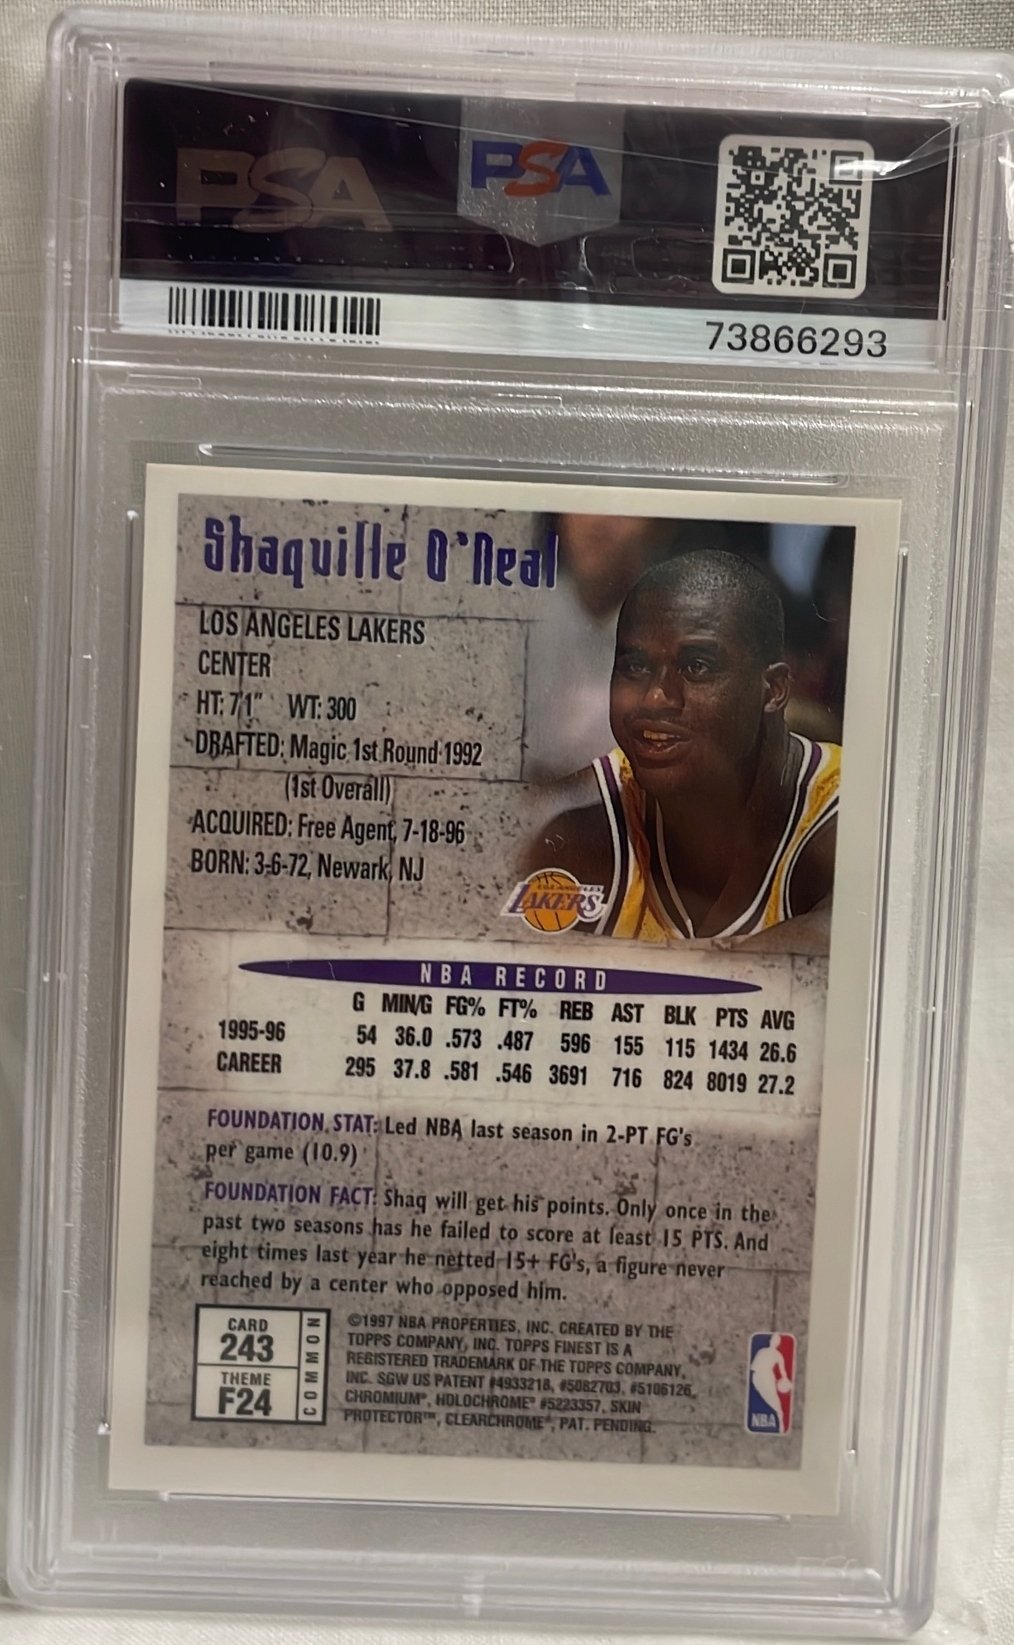 PSA PSA
73866293
Shaquille O'Neal
LOS ANGELES LAKERS
CENTER
HT: 7'1" WT: 300
DRAFTED: Magic 1st Round 1992
(1st Overall)
ACQUIRED: Free Agent, 7-18-96
BORN: 3-6-72, Newark, NJ
LOS ANGELES
LAKERS
NBA RECORD
G MIN/G FG% FT% REB AST BLK PTS AVG
1995-96 54 36.0 .573 .487 596 155 115 1434 26.6
CAREER 295 37.8 .581 .546 3691 716 824 8019 27.2
FOUNDATION STAT: Led NBA last season in 2-PT FG's
per game (10.9)
FOUNDATION FACT: Shaq will get his points. Only once in the
past two seasons has he failed to score at least 15 PTS. And
eight times last year he netted 15+ FG's, a figure never
reached by a center who opposed him.
CARD
243
THEME
F24
COMMON
©1997 NBA PROPERTIES, INC. CREATED BY THE
TOPPS COMPANY, INC. TOPPS FINEST IS A
REGISTERED TRADEMARK OF THE TOPPS COMPANY,
INC. SGW US PATENT #4933218, #5082703, #5106126,
CHROMIUM®, HOLOCHROME® #5223357, SKIN
PROTECTOR™, CLEARCHROME®, PAT. PENDING.
NBA